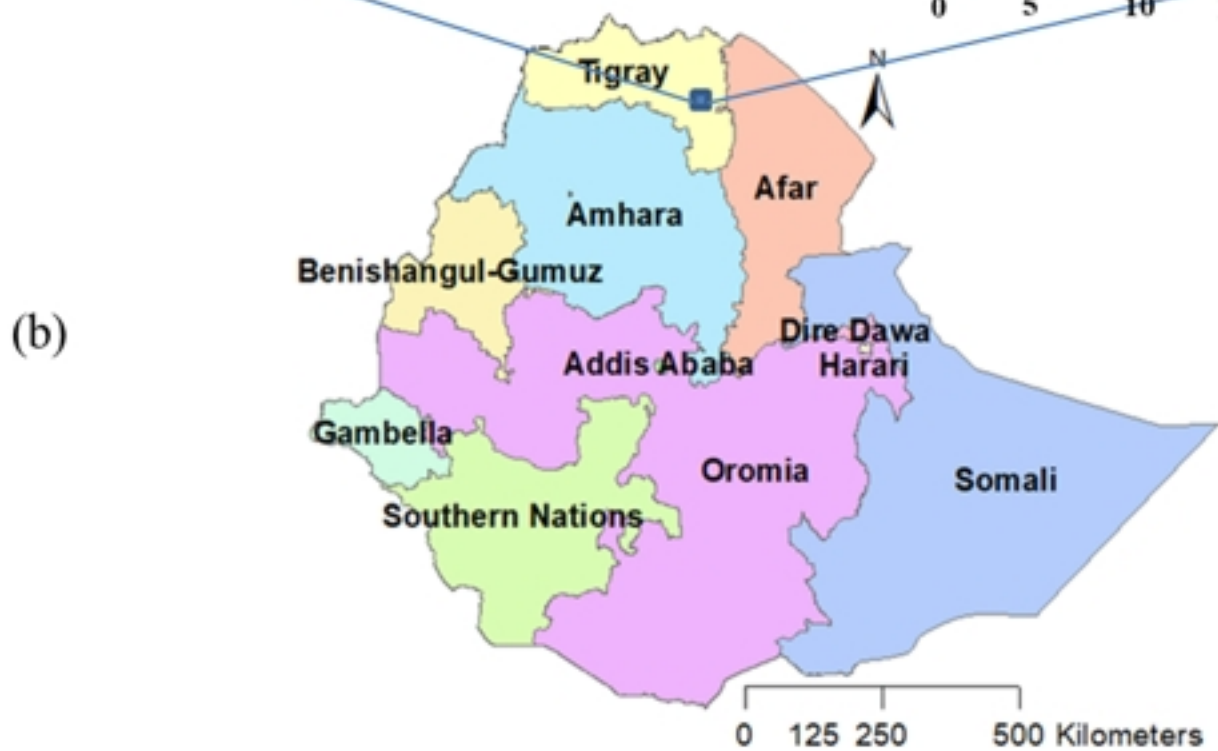 0 5 10
N
Tigray
Afar
Amhara
Benishangul-Gumuz
(b)
Dire Dawa
Addis Ababa
Harari
Gambella
Oromia
Somali
Southern Nations
0 125 250 500 Kilometers